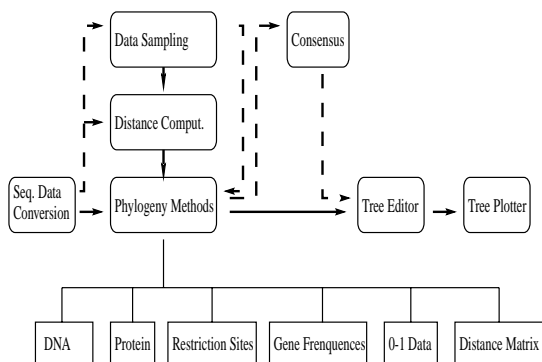 Data Sampling
Consensus
Distance Comput.
Seq. Data
Conversion
Phylogeny Methods
Tree Editor
Tree Plotter
DNA
Protein
Restriction Sites
Gene Frenquences
0-1 Data
Distance Matrix